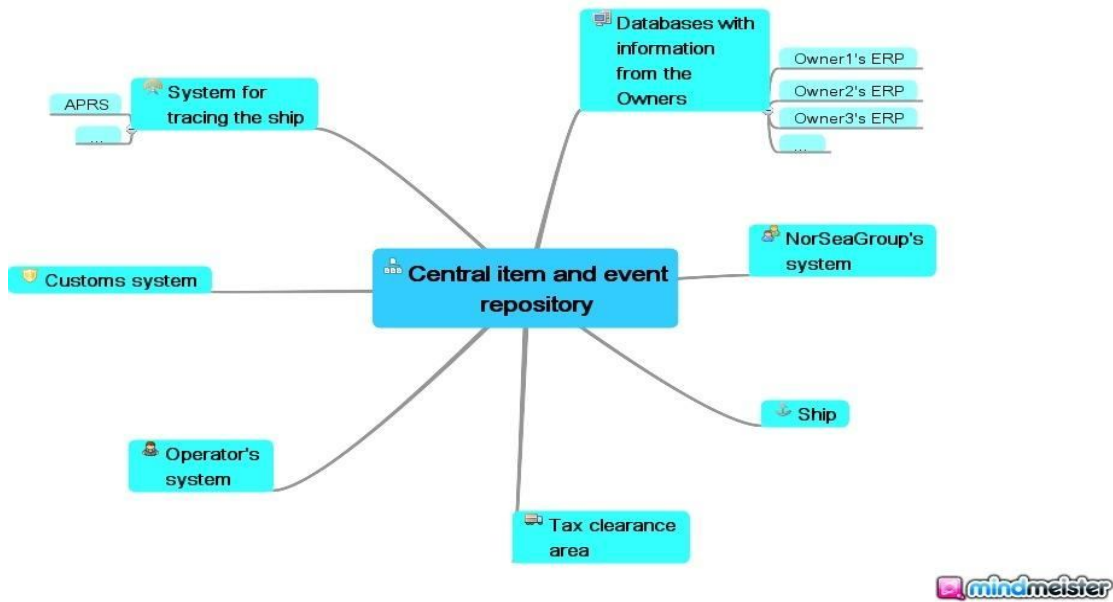 Databases with
information
from the
Owners
Owner1's ERP
Owner2's ERP
Owner3's ERP
...
System for
tracing the ship
APRS
...
NorSeaGroup's
system
Customs system
Central item and event
repository
Ship
Operator's
system
Tax clearance
area
mindmeister